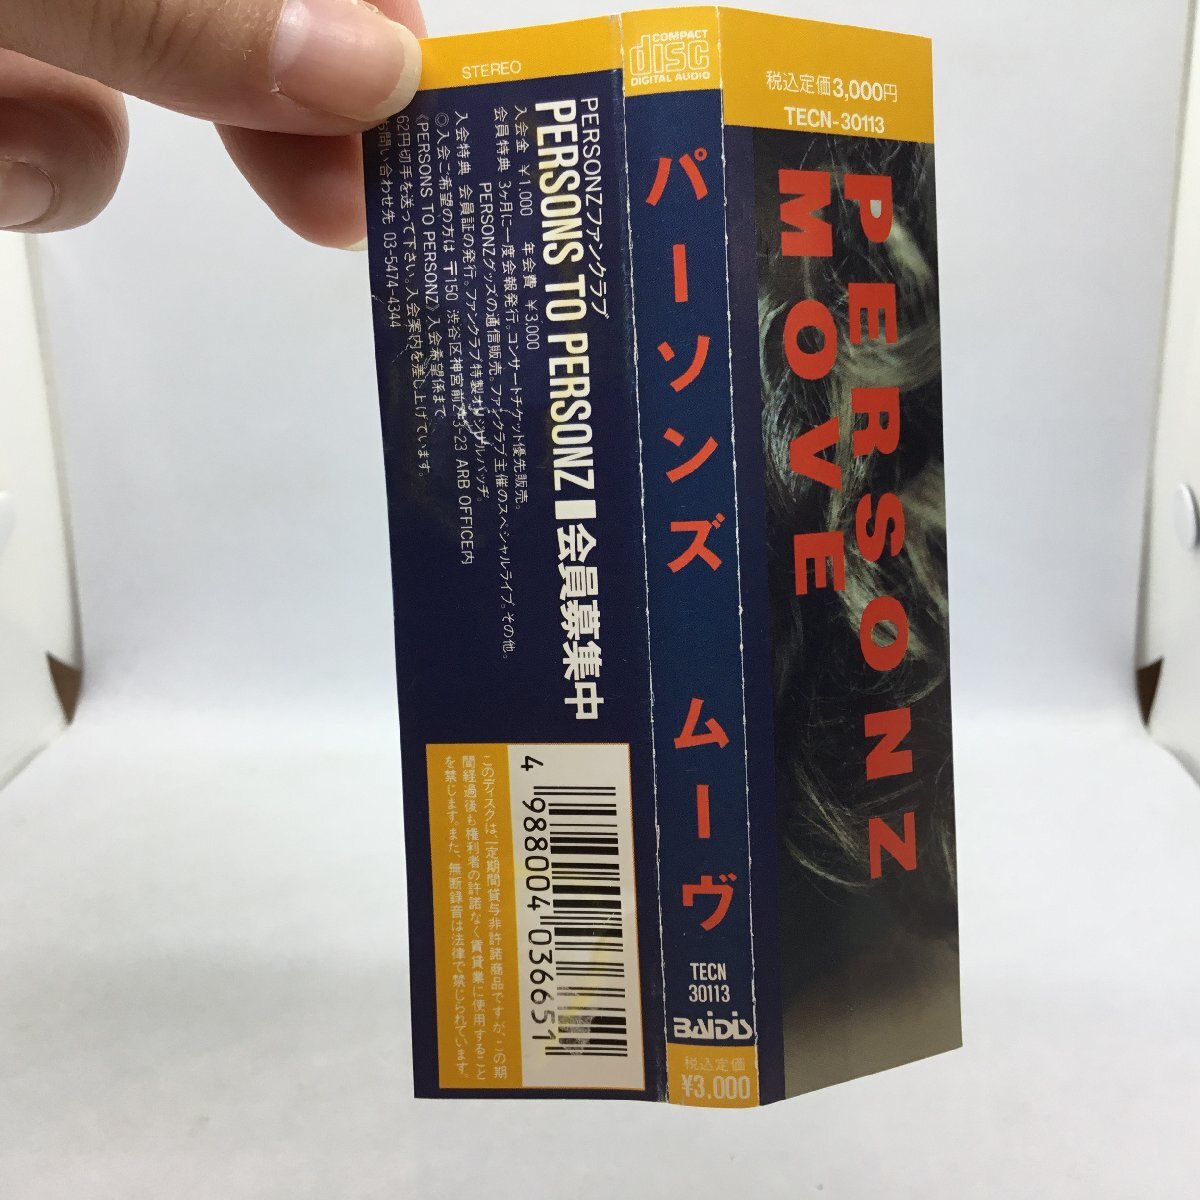 STEREO
PERSONZファンクラブ
PERSONS TO PERSONZ 会員募集中
入会金 ¥1,000 年会費 ¥3,000
会員特典 3ヶ月に一度会報発行。コンサートチケット優先販売。
PERSONZグッズの通信販売。ファンクラブ主催のスペシャルライブ。その他。
入会特典 会員証の発行。ファンクラブ特製オリジナルバッヂ。
◎入会ご希望の方は 〒150 渋谷区神宮前2-3-23 ARB OFFICE内
《PERSONS TO PERSONZ》入会希望係まで
62円切手を送って下さい。入会案内を差し上げています。
お問い合わせ先 03-5474-4344
4 988004 036651
このディスクは、一定期間貸与非許諾商品ですが、この期
間経過後も権利者の許諾なく賃貸業に使用すること
を禁じます。また、無断録音は法律で禁じられています。
COMPACT
disc
DIGITAL AUDIO
パーソンズ ムーヴ
TECN
30113
BAiDiS
税込定価
¥3.000
税込定価3,000円
TECN-30113
PERSONZ
MOVE